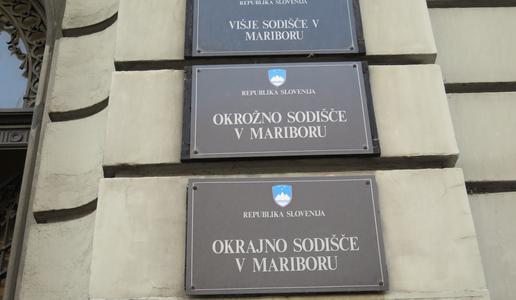 REPUBLIKA SLOVENIJA
VIŠJE SODIŠČE V
MARIBORU
REPUBLIKA SLOVENIJA
OKROŽNO SODIŠČE
V MARIBORU
REPUBLIKA SLOVENIJA
OKRAJNO SODIŠČE
V MARIBORU